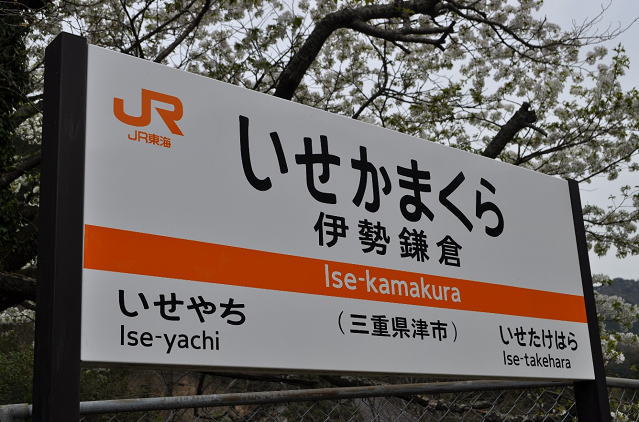 JR
JR東海
いせかまくら
伊勢鎌倉
Ise-kamakura
いせやち
Ise-yachi
（三重県津市）
いせたけはら
Ise-takehara